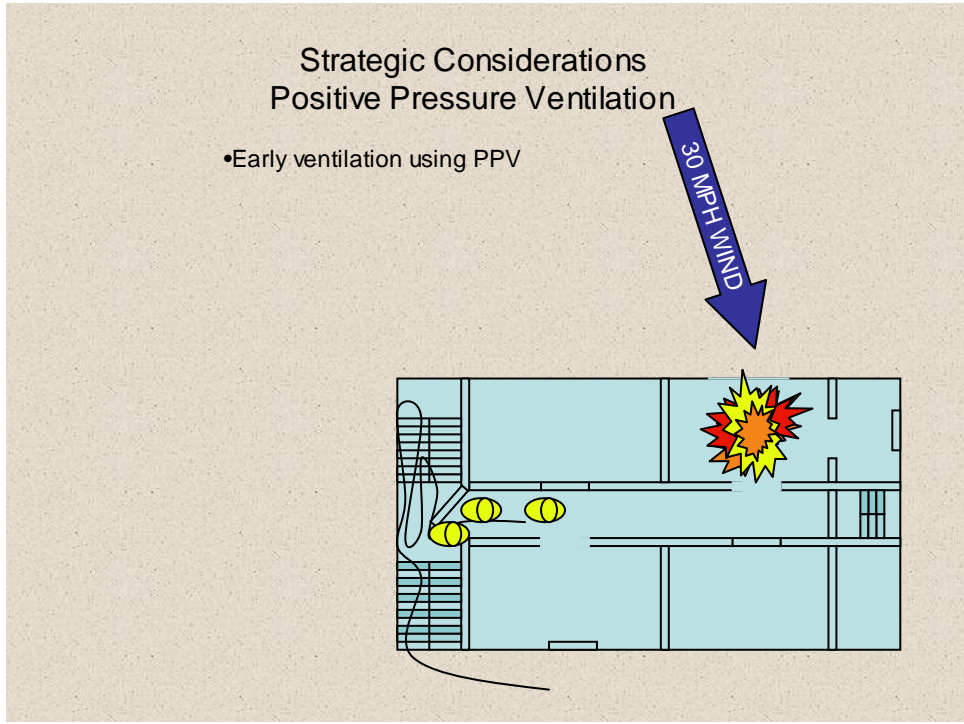 Strategic Considerations
Positive Pressure Ventilation
•Early ventilation using PPV
30 MPH WIND